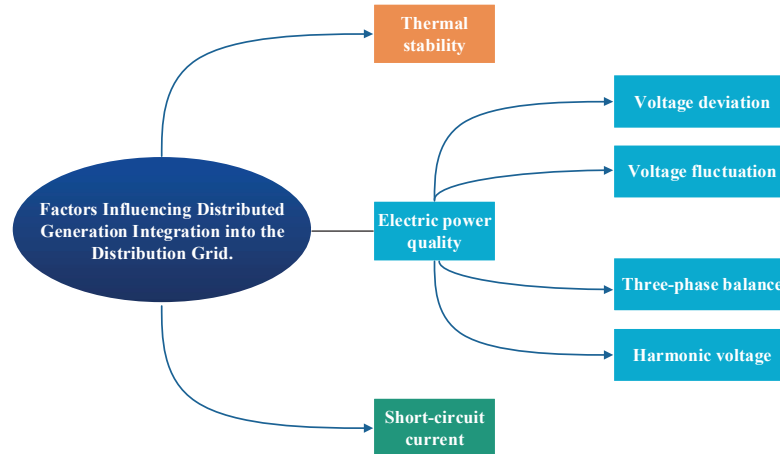 Thermal
stability
Voltage deviation
Voltage fluctuation
Factors Influencing Distributed
Generation Integration into the
Distribution Grid.
Electric power
quality
Three-phase balance
Harmonic voltage
Short-circuit
current